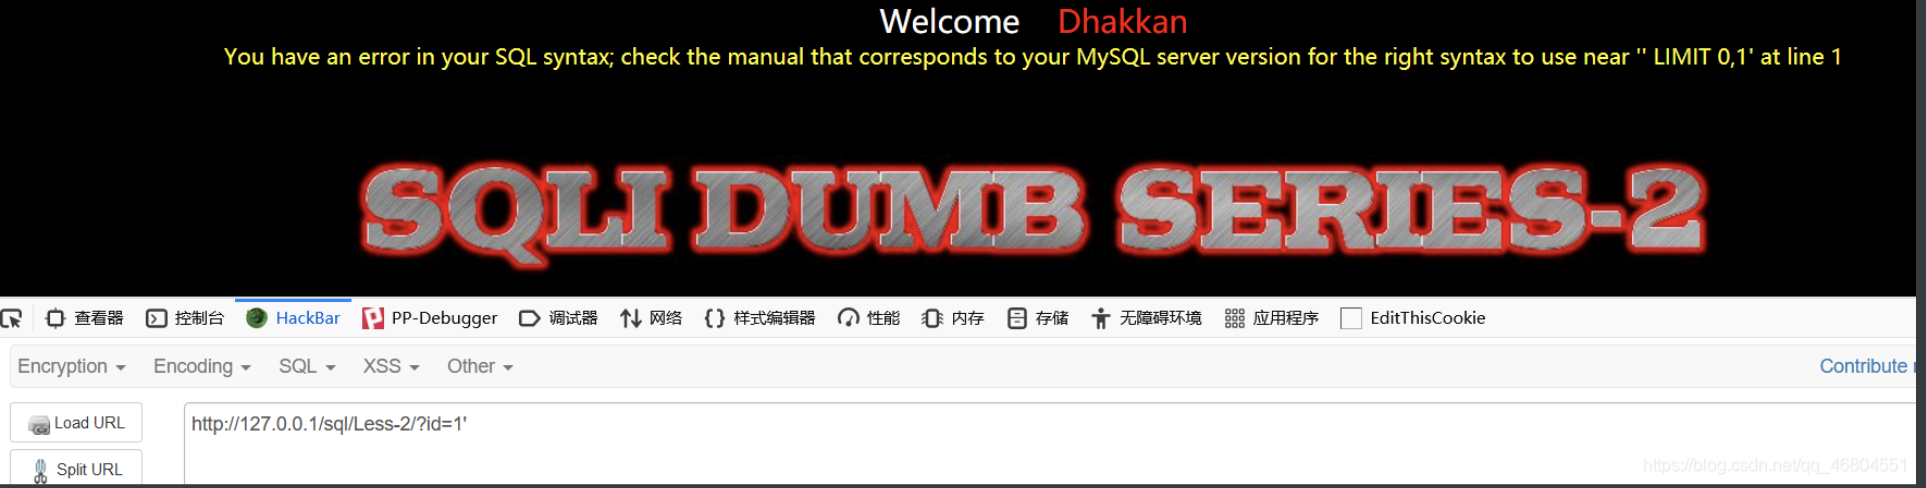 Welcome Dhakkan
You have an error in your SQL syntax; check the manual that corresponds to your MySQL server version for the right syntax to use near '' LIMIT 0,1' at line 1
SQLI DUMB SERIES-2
查看器 控制台 HackBar PP-Debugger 调试器 网络 样式编辑器 性能 内存 存储 无障碍环境 应用程序 EditThisCookie
Encryption Encoding SQL XSS Other Contribute
Load URL http://127.0.0.1/sql/Less-2/?id=1'
Split URL
https://blog.csdn.net/qq_46804551